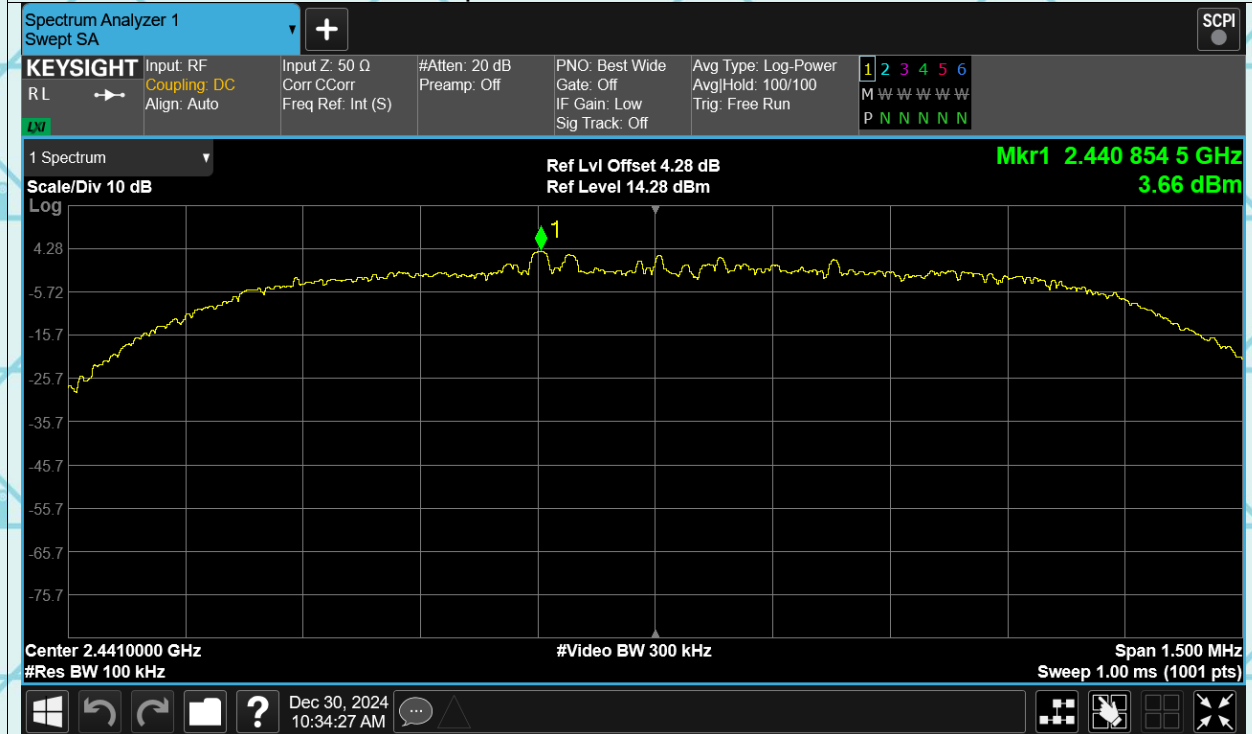 Spectrum Analyzer 1
Swept SA
+
SCPI
KEYSIGHT
R L
LXI
Input: RF
Coupling: DC
Align: Auto
Input Z: 50 Ω
Corr CCorr
Freq Ref: Int (S)
#Atten: 20 dB
Preamp: Off
PNO: Best Wide
Gate: Off
IF Gain: Low
Sig Track: Off
Avg Type: Log-Power
Avg|Hold: 100/100
Trig: Free Run
1 2 3 4 5 6
M W W W W W
P N N N N N
1 Spectrum
Scale/Div 10 dB
Log
Ref Lvl Offset 4.28 dB
Ref Level 14.28 dBm
Mkr1 2.440 854 5 GHz
3.66 dBm
1
4.28
-5.72
-15.7
-25.7
-35.7
-45.7
-55.7
-65.7
-75.7
Center 2.4410000 GHz
#Res BW 100 kHz
#Video BW 300 kHz
Span 1.500 MHz
Sweep 1.00 ms (1001 pts)
?
Dec 30, 2024
10:34:27 AM